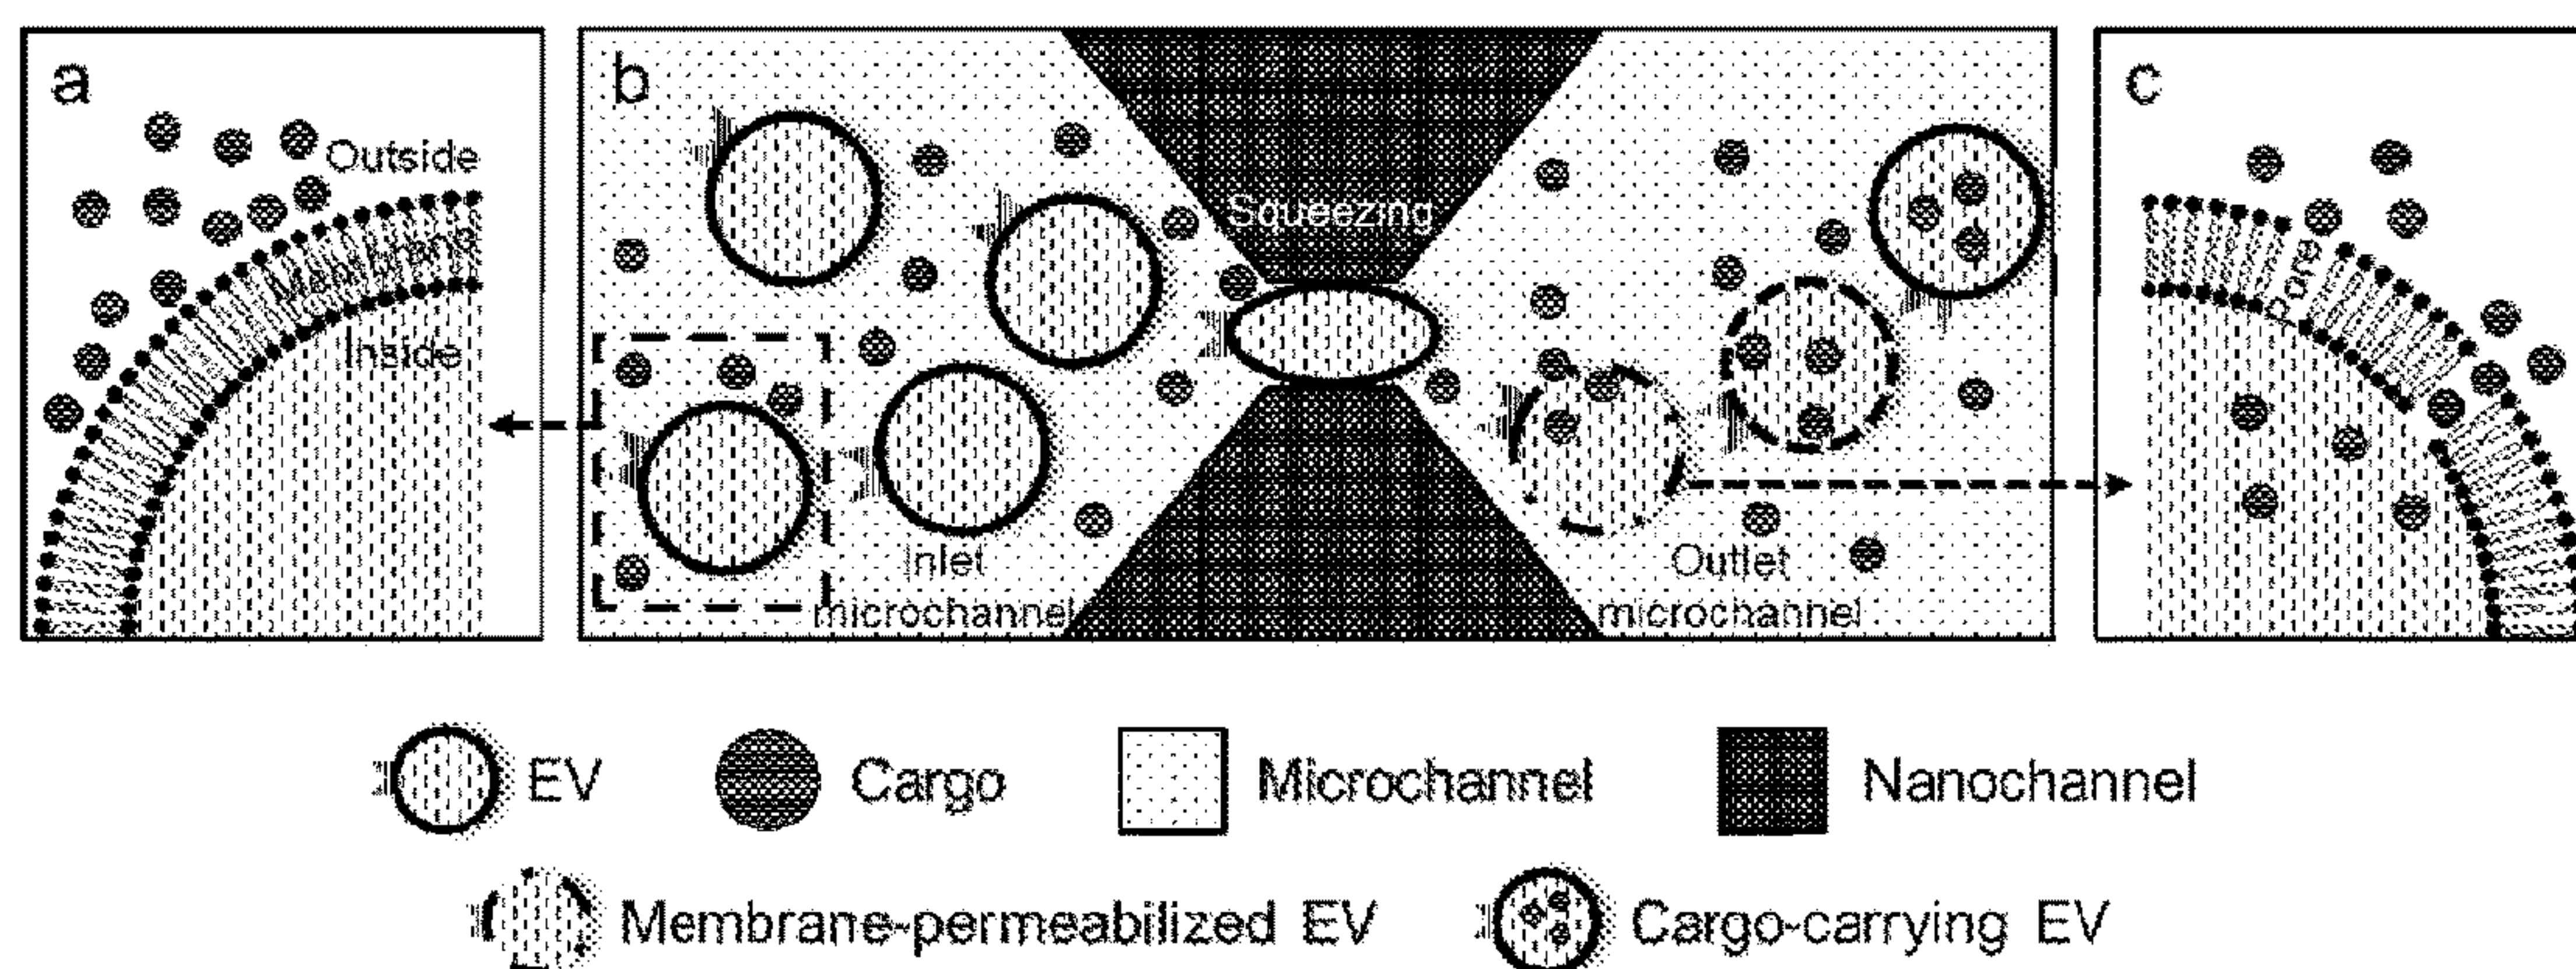 a
Outside
Membrane
Inside
b
Squeezing
Inlet
microchannel
Outlet
microchannel
c
Pore
EV
Cargo
Microchannel
Nanochannel
Membrane-permeabilized EV
Cargo-carrying EV